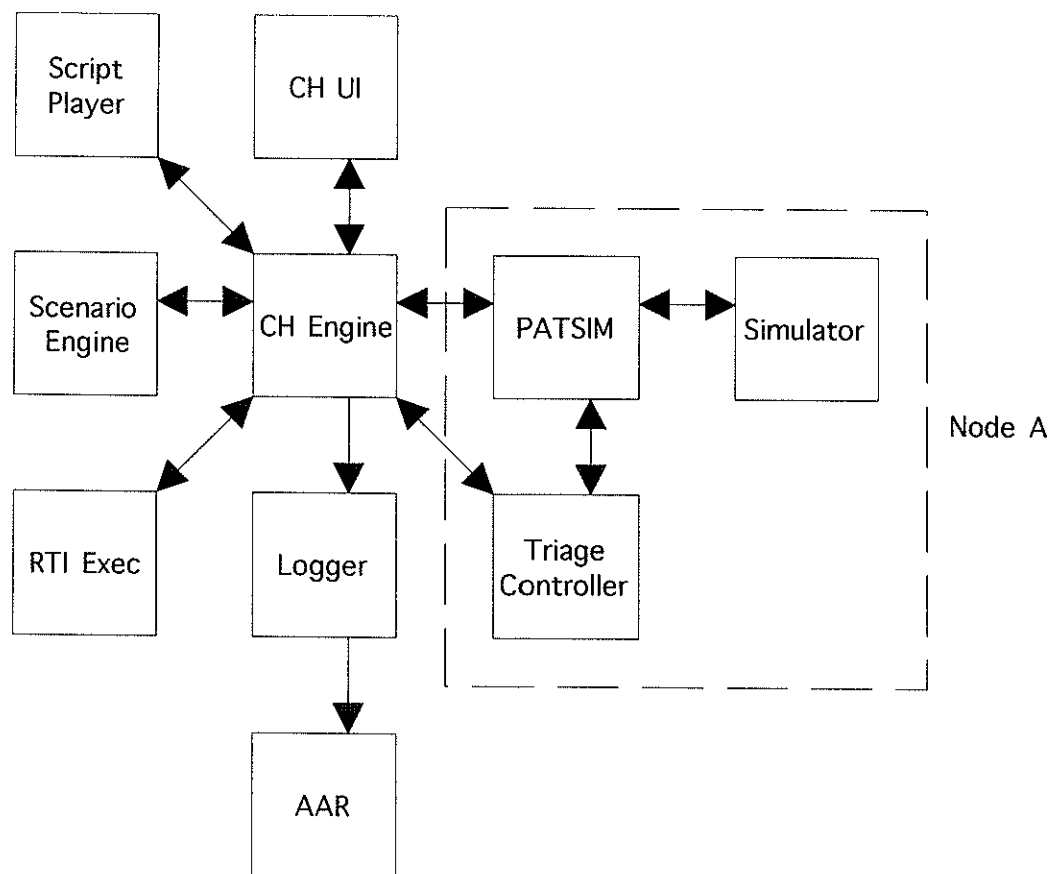 Script
Player
CH UI
Scenario
Engine
CH Engine
PATSIM
Simulator
Node A
RTI Exec
Logger
Triage
Controller
AAR